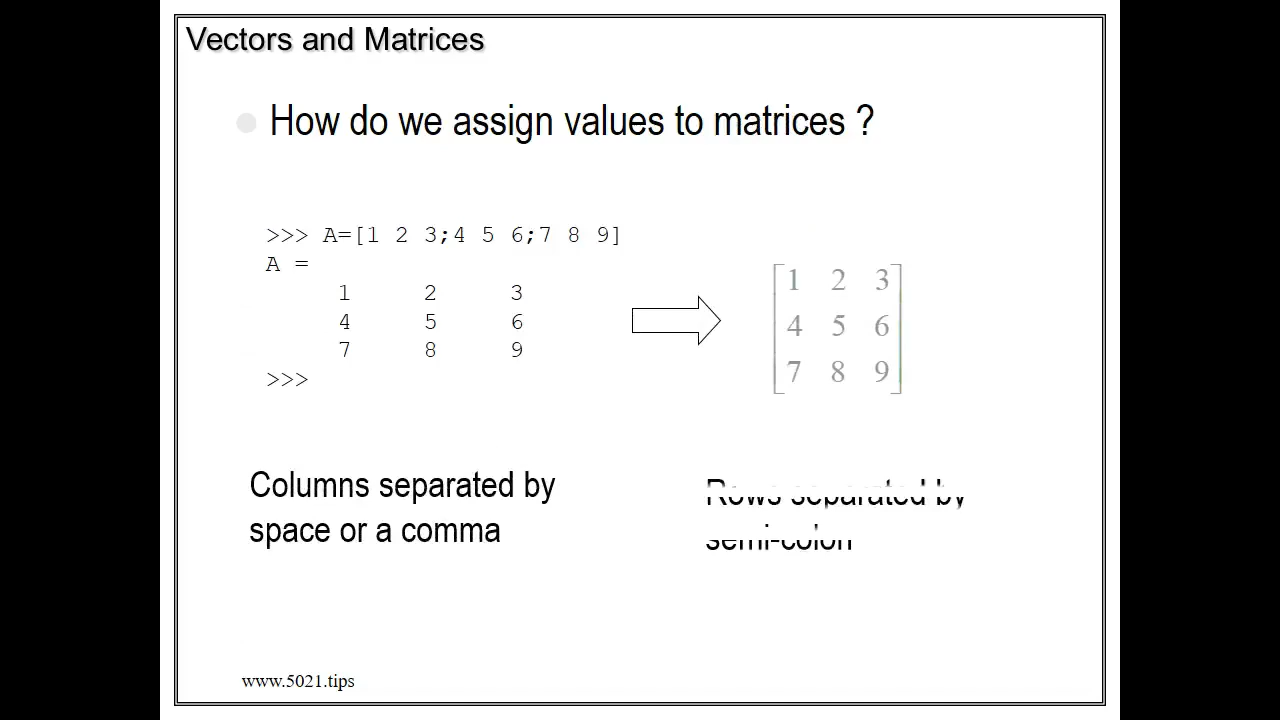 Vectors and Matrices
How do we assign values to matrices ?
>>> A=[1 2 3;4 5 6;7 8 9]
A =
1 2 3
4 5 6
7 8 9
>>>
1 2 3
4 5 6
7 8 9
Columns separated by
space or a comma
Rows separated by
semi-colon
www.5021.tips